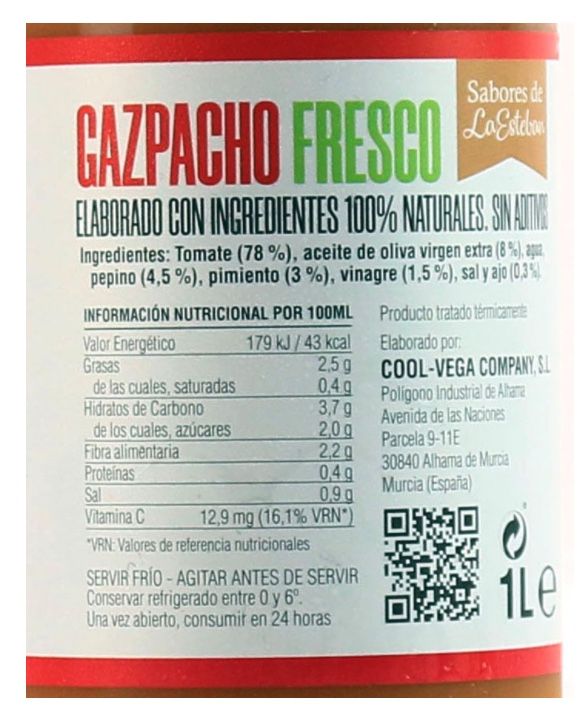 Sabores de
La Esteban
GAZPACHO FRESCO
ELABORADO CON INGREDIENTES 100% NATURALES. SIN ADITIVOS
Ingredientes: Tomate (78 %), aceite de oliva virgen extra (8 %), agua,
pepino (4,5 %), pimiento (3 %), vinagre (1,5 %), sal y ajo (0,3 %).
INFORMACIÓN NUTRICIONAL POR 100ML
Valor Energético 179 kJ / 43 kcal
Grasas 2,5 g
de las cuales, saturadas 0,4 g
Hidratos de Carbono 3,7 g
de los cuales, azúcares 2,0 g
Fibra alimentaria 2,2 g
Proteínas 0,4 g
Sal 0,9 g
Vitamina C 12,9 mg (16,1% VRN*)
*VRN: Valores de referencia nutricionales
SERVIR FRÍO - AGITAR ANTES DE SERVIR
Conservar refrigerado entre 0 y 6º.
Una vez abierto, consumir en 24 horas
Producto tratado térmicamente
Elaborado por:
COOL-VEGA COMPANY, S.L
Polígono Industrial de Alhama
Avenida de las Naciones
Parcela 9-11E
30840 Alhama de Murcia
Murcia (España)
1L e